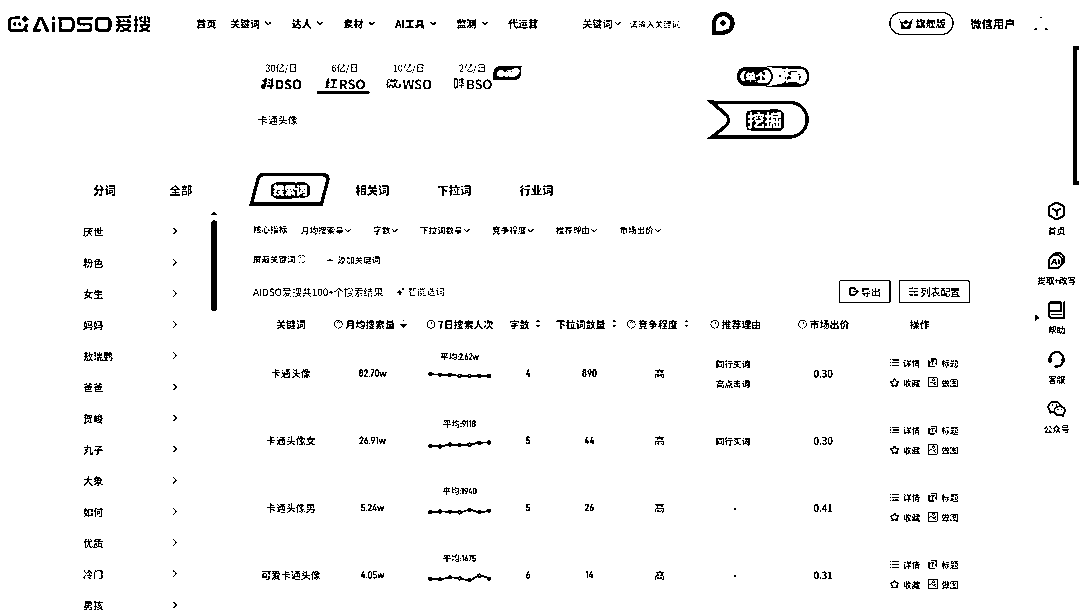 AiDSO爱搜 首页 关键词 达人 素材 AI工具 监测 代运营 关键词 请输入关键词 旗舰版 微信用户
30亿/日 6亿/日 10亿/日 2亿/日
抖DSO 红RSO 微WSO 哔BSO
卡通头像 挖掘
分词 全部 搜索词 相关词 下拉词 行业词
核心指标 月均搜索量 字数 下拉词数量 竞争程度 推荐理由 市场出价
屏蔽关键词 + 添加关键词
AIDSO爱搜共100+个搜索结果 智能选词 导出 列表配置
关键词 月均搜索量 7日搜索人次 字数 下拉词数量 竞争程度 推荐理由 市场出价 操作
卡通头像 82.70w 平均:2.62w 4 890 高 同行买词 高点击词 0.30 详情 标题 收藏 做图
卡通头像女 26.91w 平均:9118 5 44 高 同行买词 0.30 详情 标题 收藏 做图
卡通头像男 5.24w 平均:1940 5 26 高 - 0.41 详情 标题 收藏 做图
可爱卡通头像 4.05w 平均:1675 6 14 高 - 0.31 详情 标题 收藏 做图
厌世
粉色
女生
妈妈
敖瑞鹏
爸爸
贺峻
丸子
大象
如何
优质
冷门
男孩
首页
提取+改写
帮助
客服
公众号